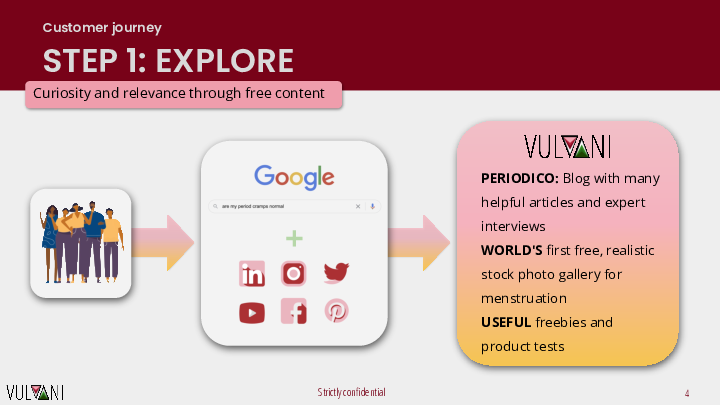 Customer journey
STEP 1: EXPLORE
Curiosity and relevance through free content
Google
are my period cramps normal
in
VULVANI
PERIODICO: Blog with many
helpful articles and expert
interviews
WORLD'S first free, realistic
stock photo gallery for
menstruation
USEFUL freebies and
product tests
VULVANI
Strictly confidential
4